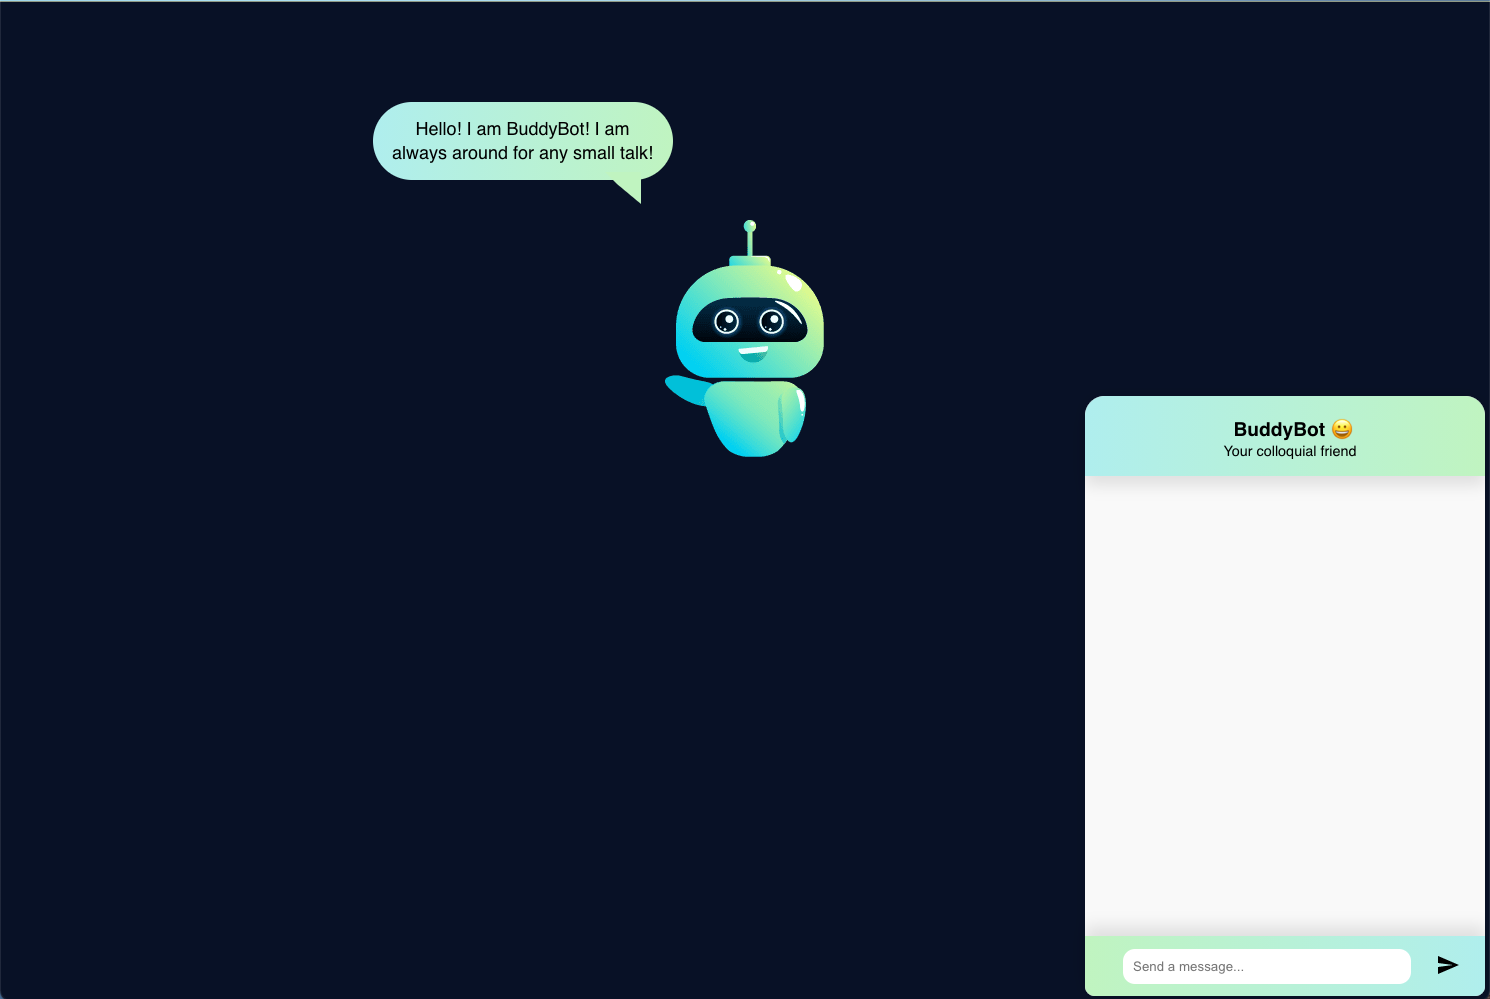 Hello! I am BuddyBot! I am
always around for any small talk!
BuddyBot 😀
Your colloquial friend
Send a message...